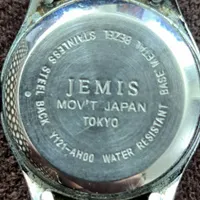 JEMIS
MOV'T JAPAN
TOKYO
BASE METAL BEZEL STAINLESS STEEL BACK Y121-AH00 WATER RESISTANT